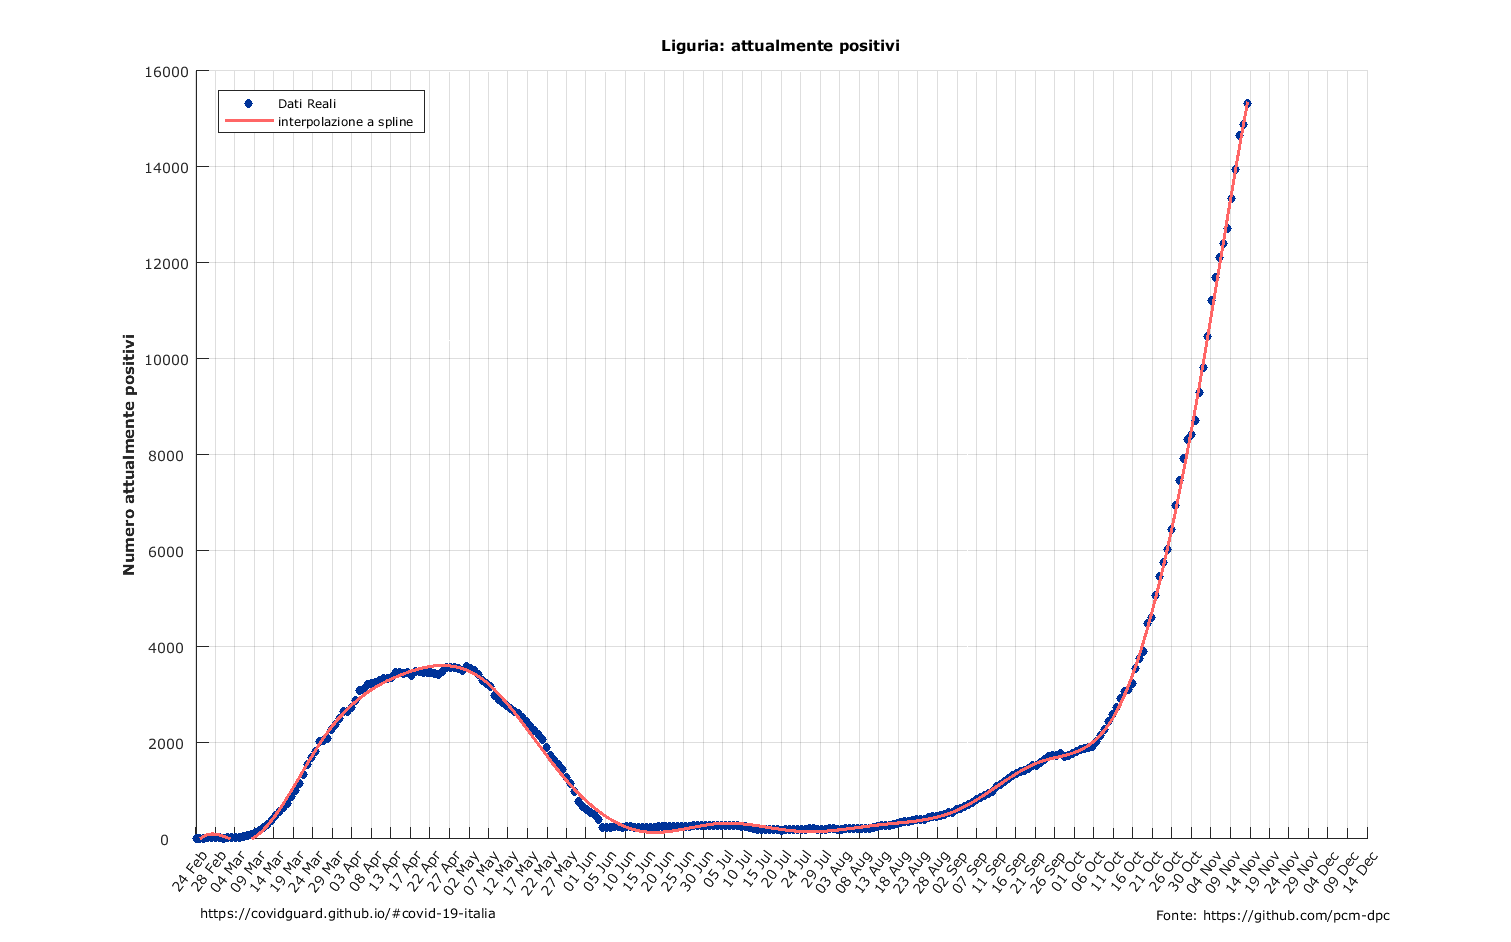 Liguria: attualmente positivi
Dati Reali
interpolazione a spline
Numero attualmente positivi
16000
14000
12000
10000
8000
6000
4000
2000
0
24 Feb
28 Feb
04 Mar
09 Mar
14 Mar
19 Mar
24 Mar
29 Mar
03 Apr
08 Apr
13 Apr
17 Apr
22 Apr
27 Apr
02 May
07 May
12 May
17 May
22 May
27 May
01 Jun
05 Jun
10 Jun
15 Jun
20 Jun
25 Jun
30 Jun
05 Jul
10 Jul
15 Jul
20 Jul
24 Jul
29 Jul
03 Aug
08 Aug
13 Aug
18 Aug
23 Aug
28 Aug
02 Sep
07 Sep
11 Sep
16 Sep
21 Sep
26 Sep
01 Oct
06 Oct
11 Oct
16 Oct
21 Oct
26 Oct
30 Oct
04 Nov
09 Nov
14 Nov
19 Nov
24 Nov
29 Nov
04 Dec
09 Dec
14 Dec
https://covidguard.github.io/#covid-19-italia
Fonte: https://github.com/pcm-dpc